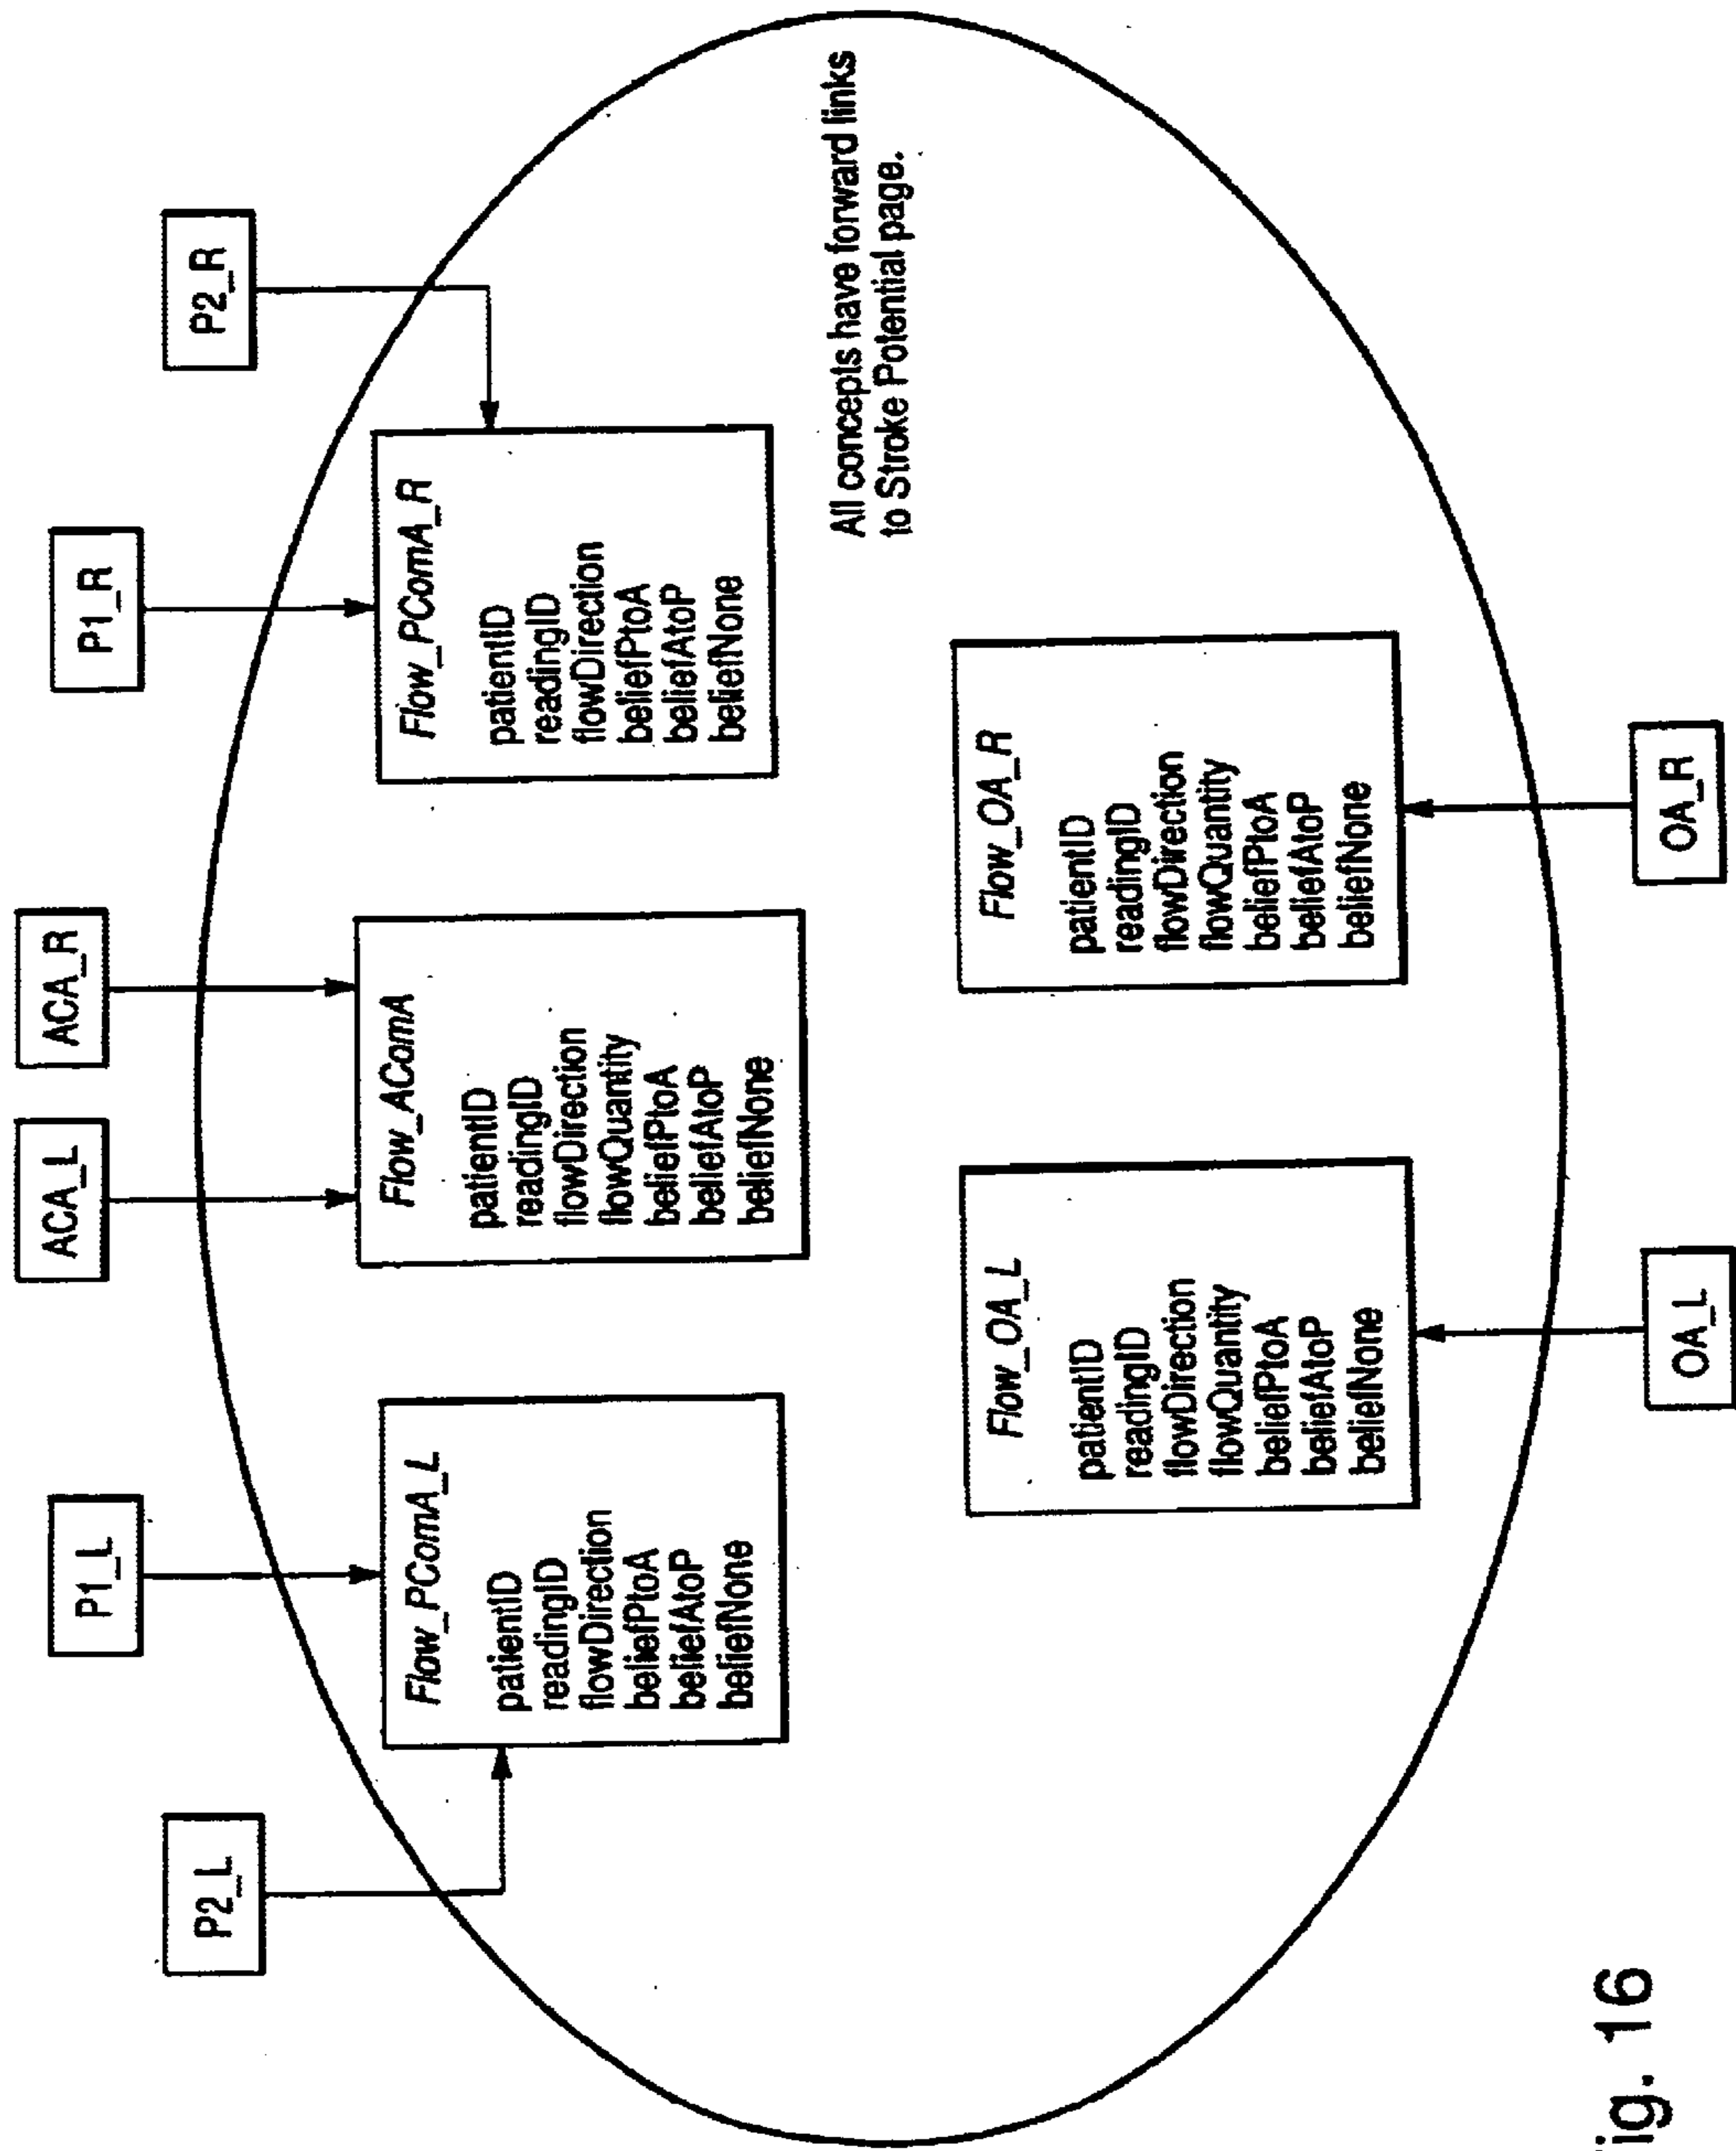 ACA_L
ACA_R
P1_L
P1_R
P2_L
P2_R
Flow_PComA_L
patientID
readingID
flowDirection
beliefPtoA
beliefAtoP
beliefNone
Flow_AComA
patientID
readingID
flowDirection
flowQuantity
beliefPtoA
beliefAtoP
beliefNone
Flow_PComA_R
patientID
readingID
flowDirection
beliefPtoA
beliefAtoP
beliefNone
All concepts have forward links
to Stroke Potential page.
Flow_OA_L
patientID
readingID
flowDirection
flowQuantity
beliefPtoA
beliefAtoP
beliefNone
Flow_OA_R
patientID
readingID
flowDirection
flowQuantity
beliefPtoA
beliefAtoP
beliefNone
OA_L
OA_R
ig. 16